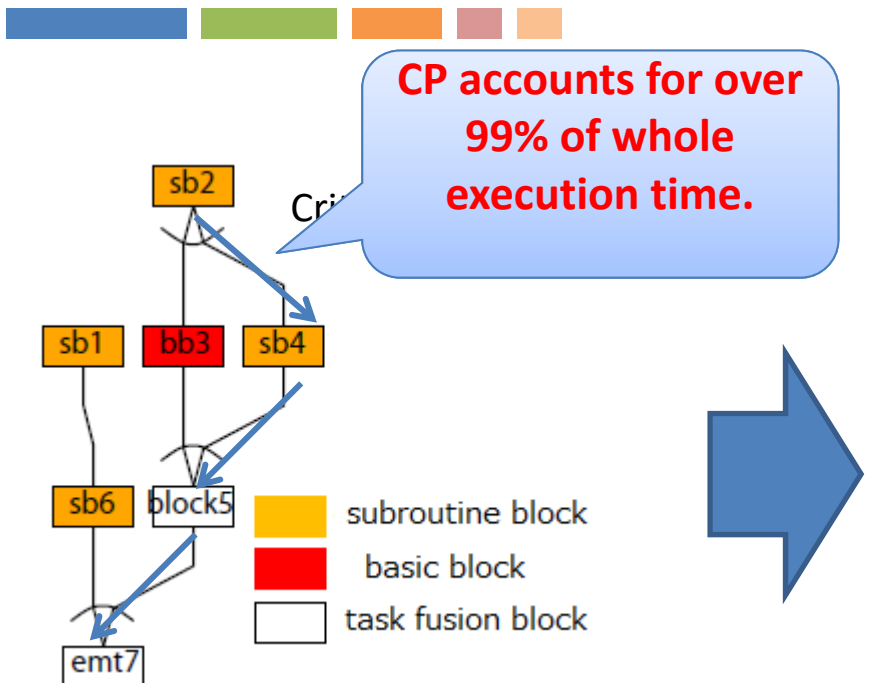 CP accounts for over
99% of whole
execution time.
sb2
sb1
bb3
sb4
sb6
block5
subroutine block
basic block
task fusion block
emt7